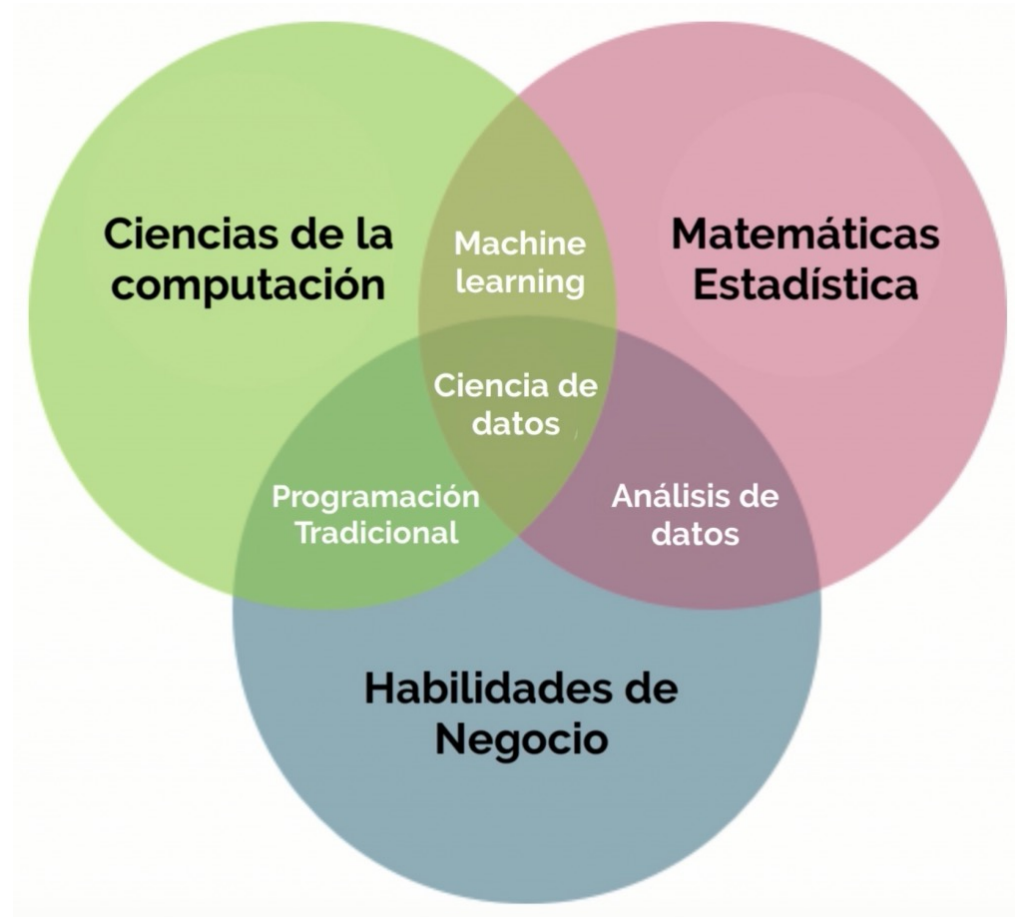 Ciencias de la
computación
Machine
learning
Matemáticas
Estadística
Ciencia de
datos
Programación
Tradicional
Análisis de
datos
Habilidades de
Negocio